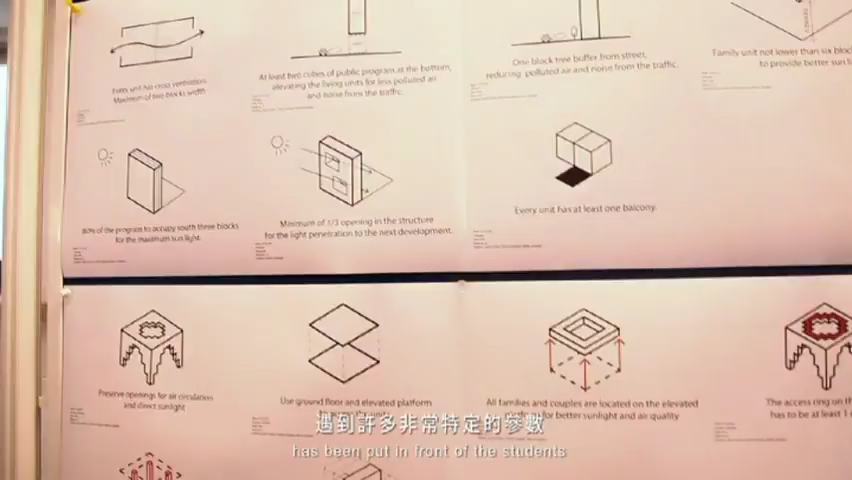 Every unit has cross ventilation.
Maximum of two blocks width
At least two cubes of public program at the bottom,
elevating the living units for less polluted air
and noise from the traffic.
One block tree buffer from street,
reducing polluted air and noise from the traffic.
Family unit not lower than six
to provide better sun
80% of the program to occupy south three blocks
for the maximum sun light.
Minimum of 1/3 opening in the structure
for the light penetration to the next development.
Every unit has at least one balcony.
Preserve openings for air circulation
and direct sunlight
Use ground floor and elevated platform
All families and couples are located on the elevated
for better sunlight and air quality
The access ring on
has to be at least 1
遇到許多非常特定的參數
has been put in front of the students